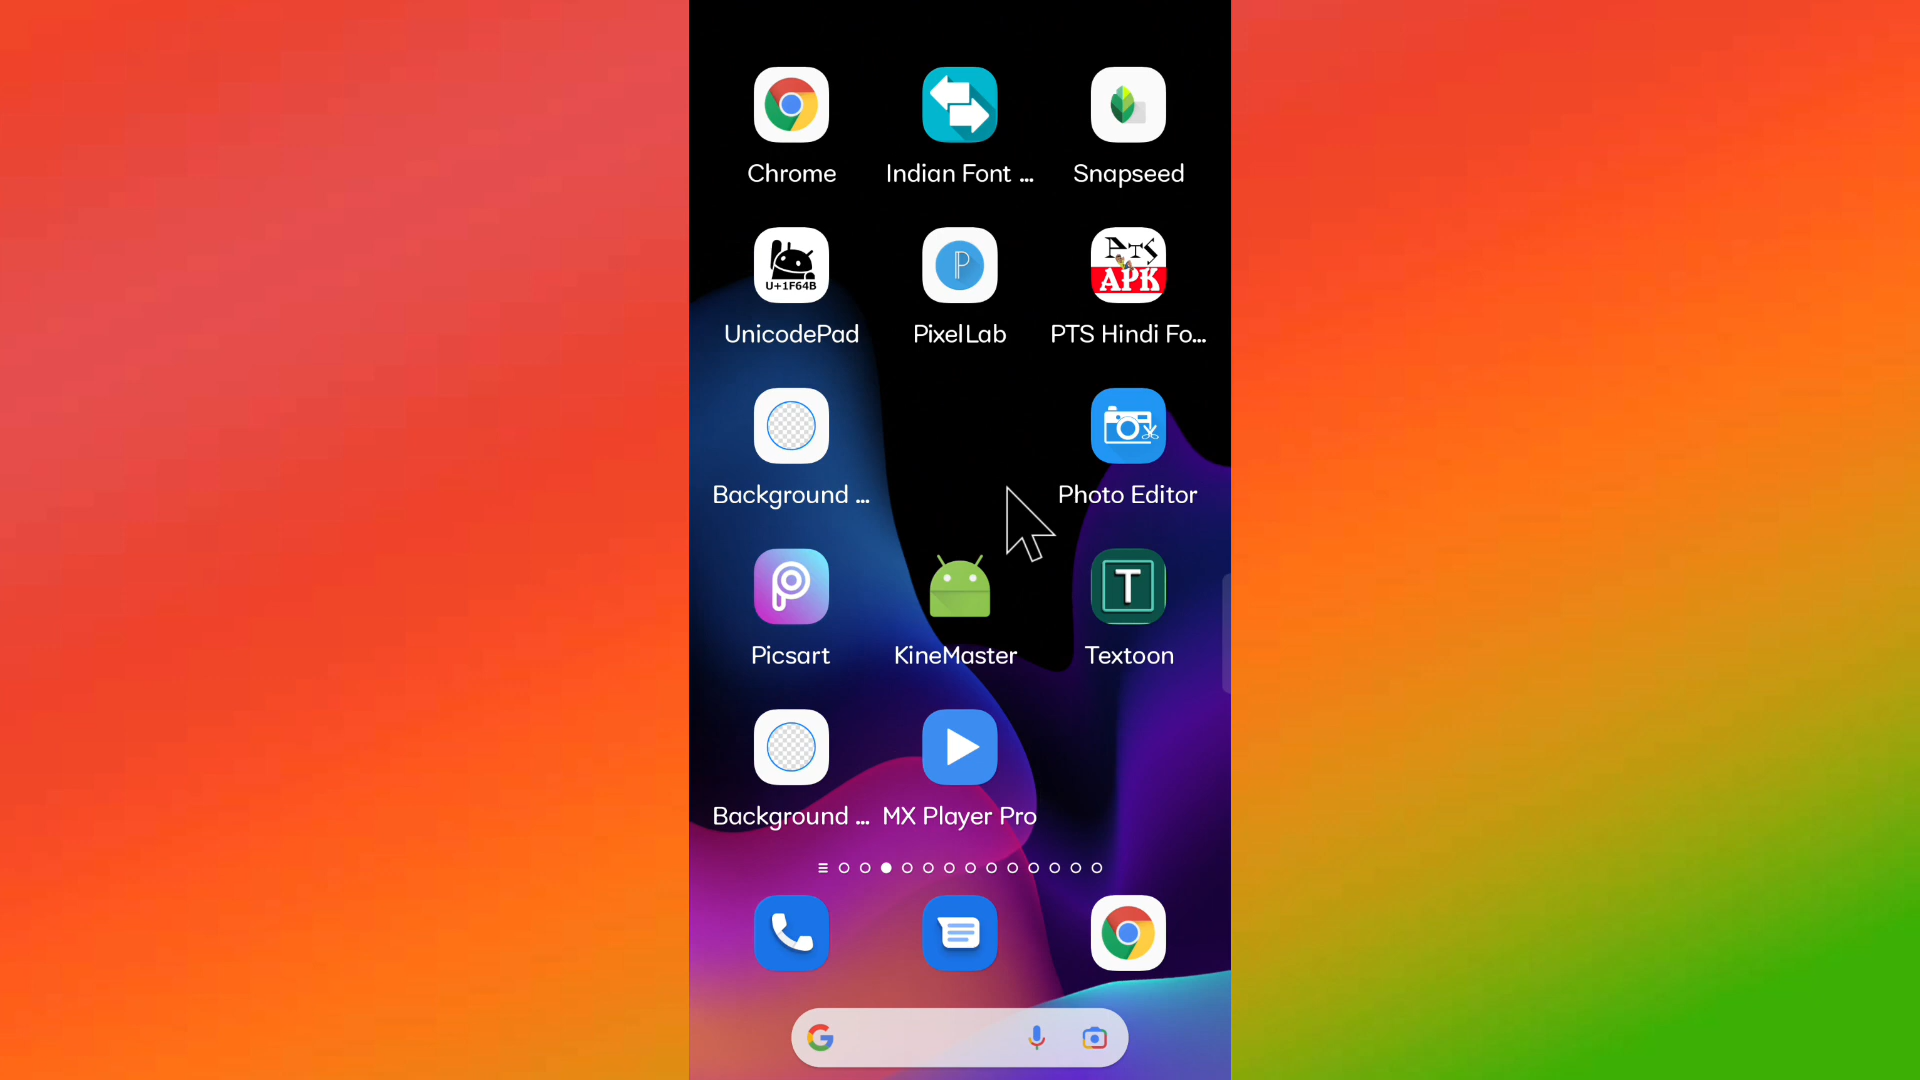 Chrome
Indian Font ...
Snapseed
U+1F64B
PTS
APK
UnicodePad
PixelLab
PTS Hindi Fo...
Background ...
Photo Editor
T
Picsart
KineMaster
Textoon
Background ...
MX Player Pro